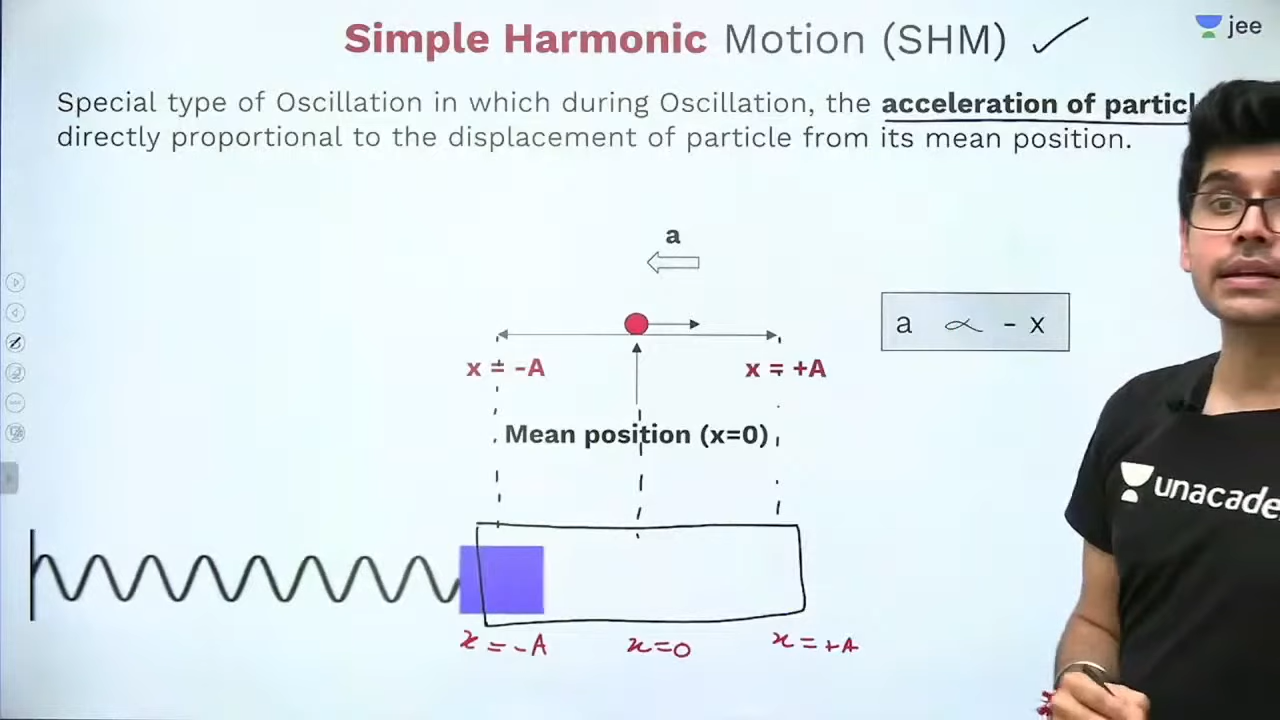 Simple Harmonic Motion (SHM)
jee
Special type of Oscillation in which during Oscillation, the acceleration of particl
directly proportional to the displacement of particle from its mean position.
a
a ∝ - x
x = -A
x = +A
Mean position (x=0)
unacade
x = -A
x=0
x = +A